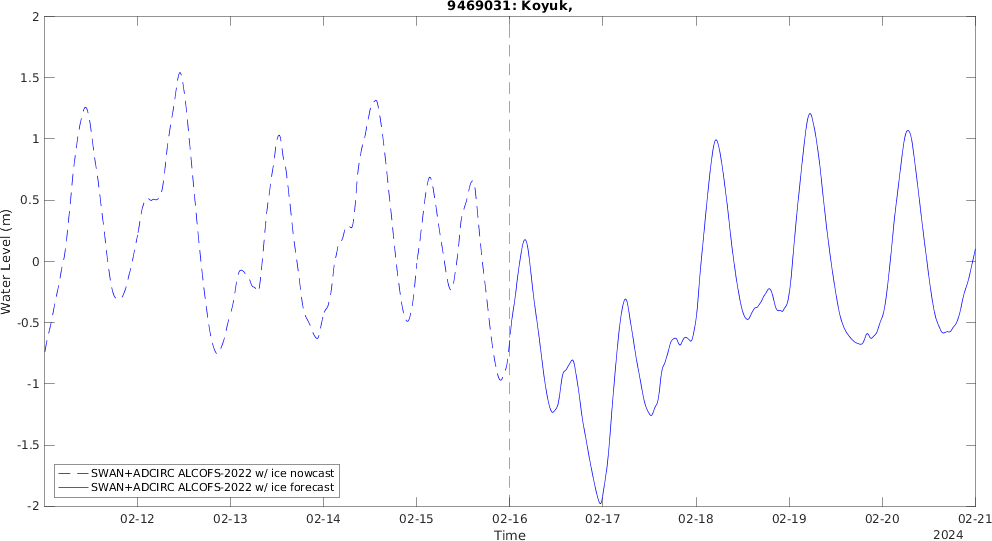 9469031: Koyuk,
2
1.5
1
0.5
0
-0.5
-1
-1.5
-2
Water Level (m)
SWAN+ADCIRC ALCOFS-2022 w/ ice nowcast
SWAN+ADCIRC ALCOFS-2022 w/ ice forecast
02-12 02-13 02-14 02-15 02-16 02-17 02-18 02-19 02-20 02-21
Time
2024